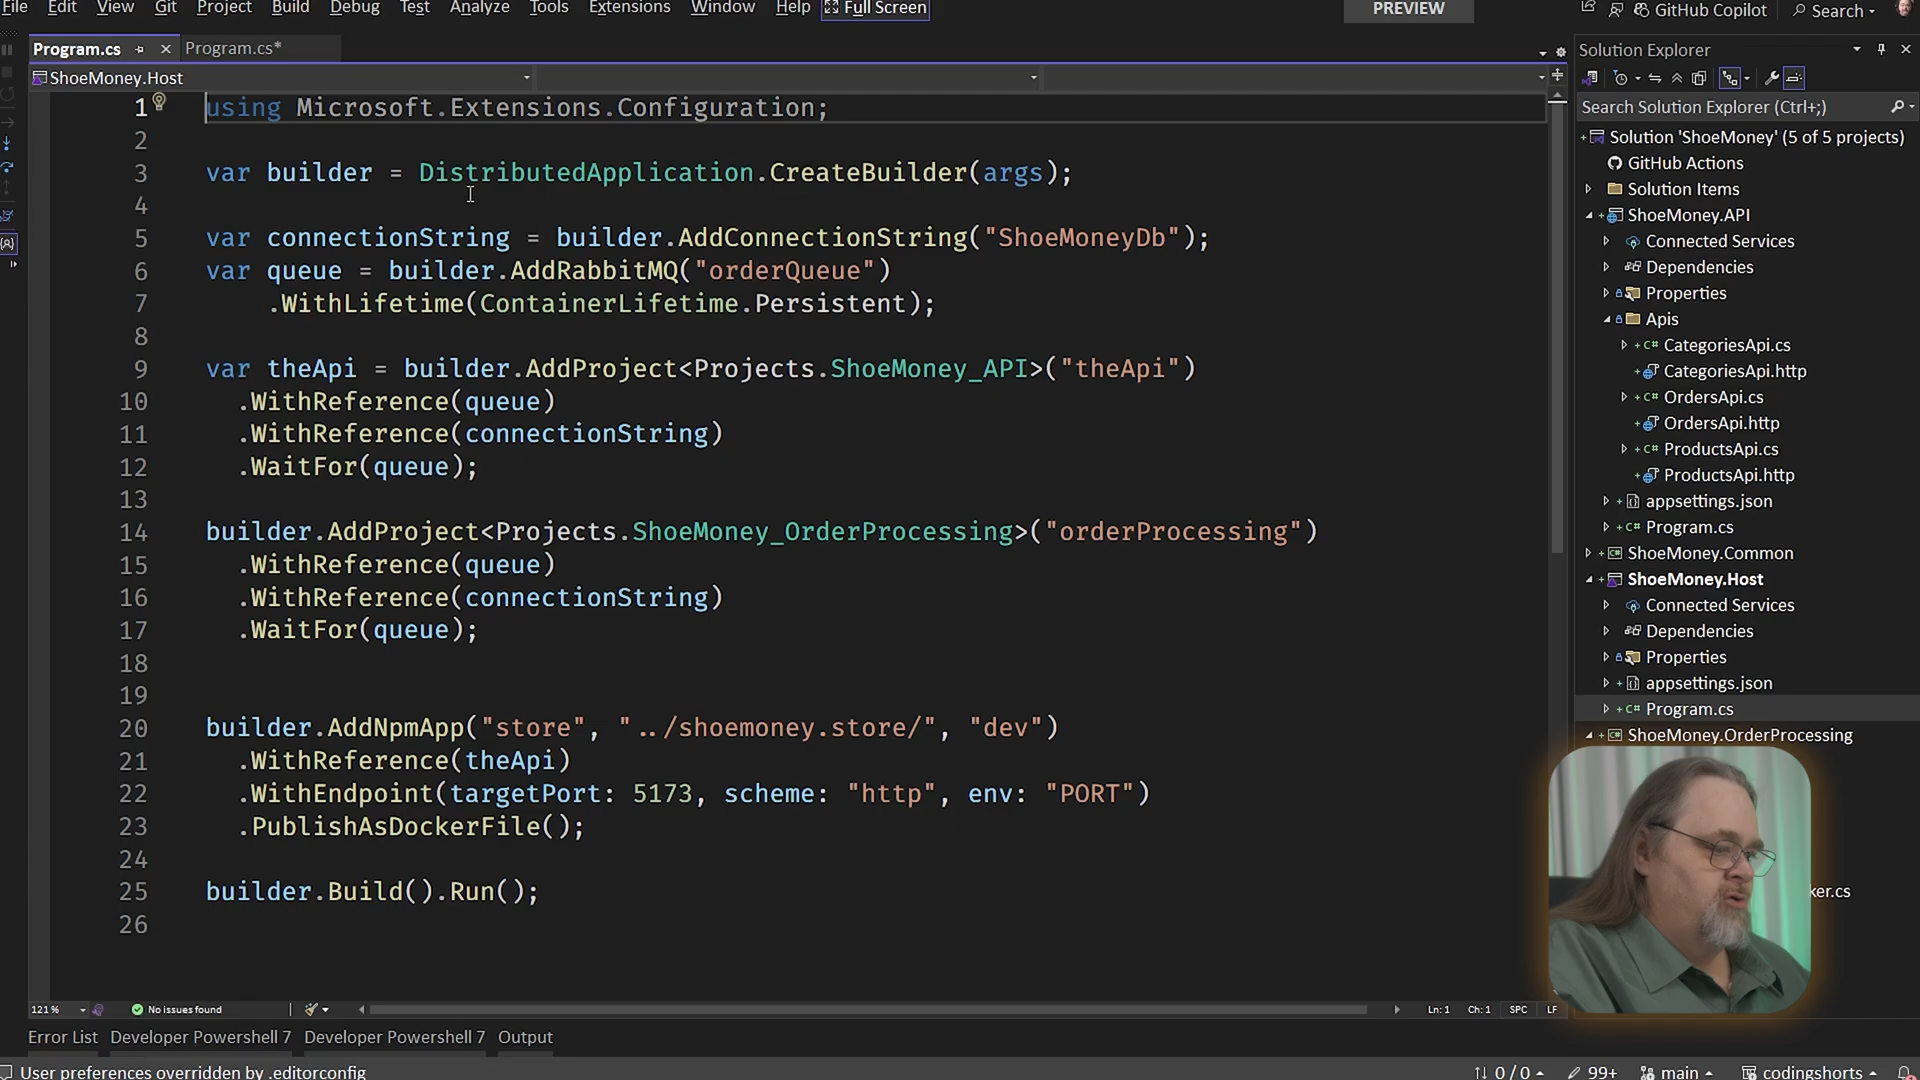 File Edit View Git Project Build Debug Test Analyze Tools Extensions Window Help Full Screen PREVIEW GitHub Copilot Search
Program.cs Program.cs*
ShoeMoney.Host
1 using Microsoft.Extensions.Configuration;
2
3 var builder = DistributedApplication.CreateBuilder(args);
4
5 var connectionString = builder.AddConnectionString("ShoeMoneyDb");
6 var queue = builder.AddRabbitMQ("orderQueue")
7 .WithLifetime(ContainerLifetime.Persistent);
8
9 var theApi = builder.AddProject<Projects.ShoeMoney_API>("theApi")
10 .WithReference(queue)
11 .WithReference(connectionString)
12 .WaitFor(queue);
13
14 builder.AddProject<Projects.ShoeMoney_OrderProcessing>("orderProcessing")
15 .WithReference(queue)
16 .WithReference(connectionString)
17 .WaitFor(queue);
18
19
20 builder.AddNpmApp("store", "../shoemoney.store/", "dev")
21 .WithReference(theApi)
22 .WithEndpoint(targetPort: 5173, scheme: "http", env: "PORT")
23 .PublishAsDockerFile();
24
25 builder.Build().Run();
26
121 % No issues found Ln: 1 Ch: 1 SPC LF
Solution Explorer
Search Solution Explorer (Ctrl+;)
Solution 'ShoeMoney' (5 of 5 projects)
GitHub Actions
Solution Items
ShoeMoney.API
Connected Services
Dependencies
Properties
Apis
CategoriesApi.cs
CategoriesApi.http
OrdersApi.cs
OrdersApi.http
ProductsApi.cs
ProductsApi.http
appsettings.json
Program.cs
ShoeMoney.Common
ShoeMoney.Host
Connected Services
Dependencies
Properties
appsettings.json
Program.cs
ShoeMoney.OrderProcessing
ker.cs
Error List Developer Powershell 7 Developer Powershell 7 Output
User preferences overridden by .editorconfig 0 / 0 99+ main codingshorts